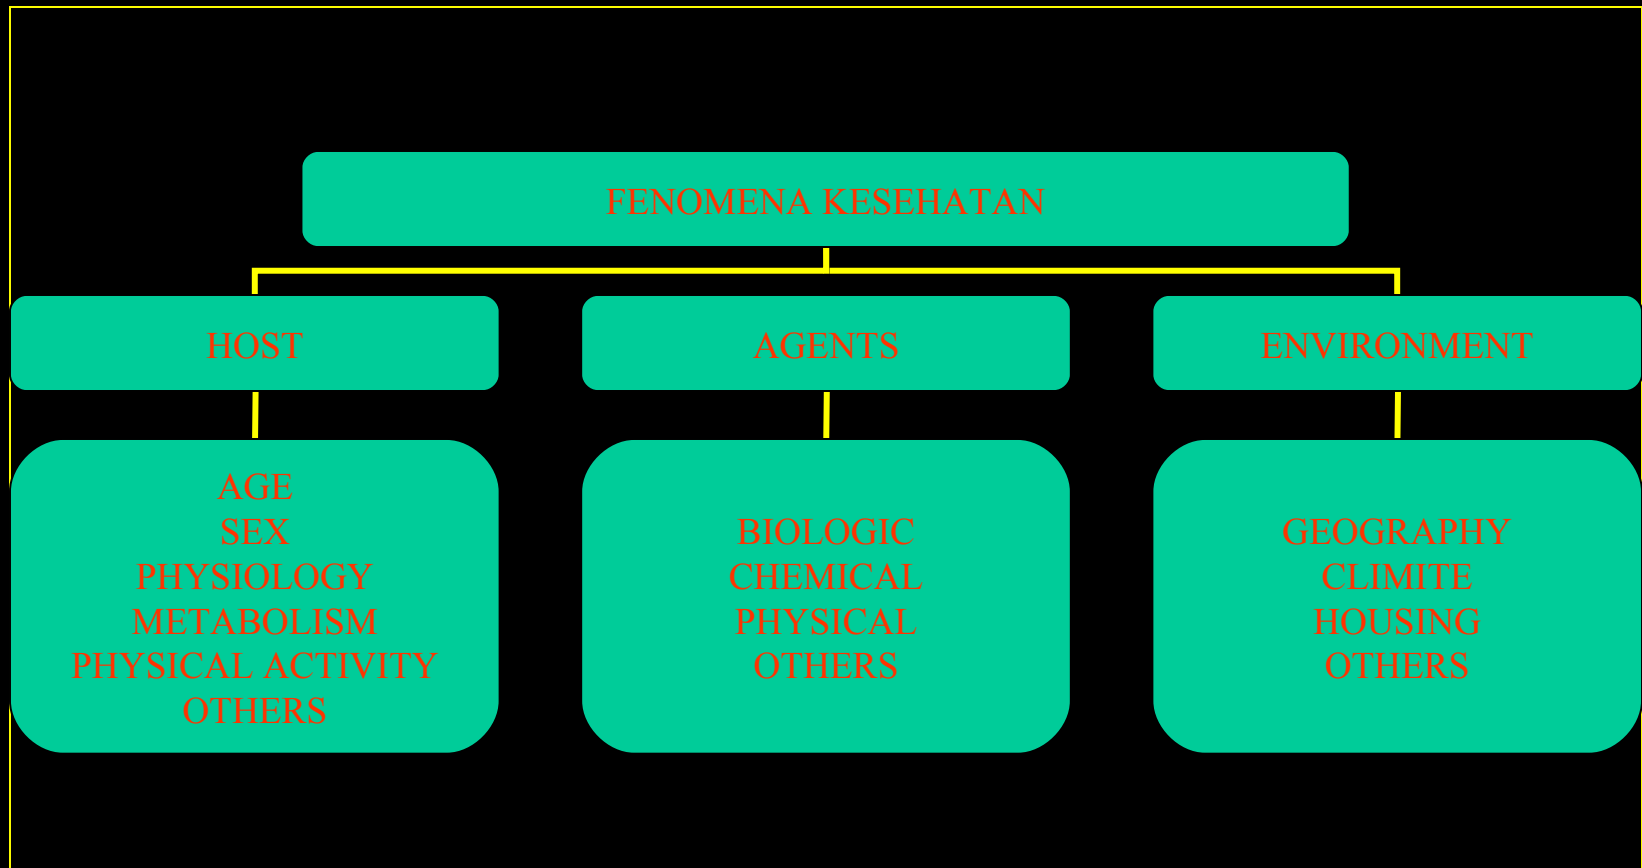 FENOMENA KESEHATAN
HOST
AGENTS
ENVIRONMENT
AGE
SEX
PHYSIOLOGY
METABOLISM
PHYSICAL ACTIVITY
OTHERS
BIOLOGIC
CHEMICAL
PHYSICAL
OTHERS
GEOGRAPHY
CLIMITE
HOUSING
OTHERS